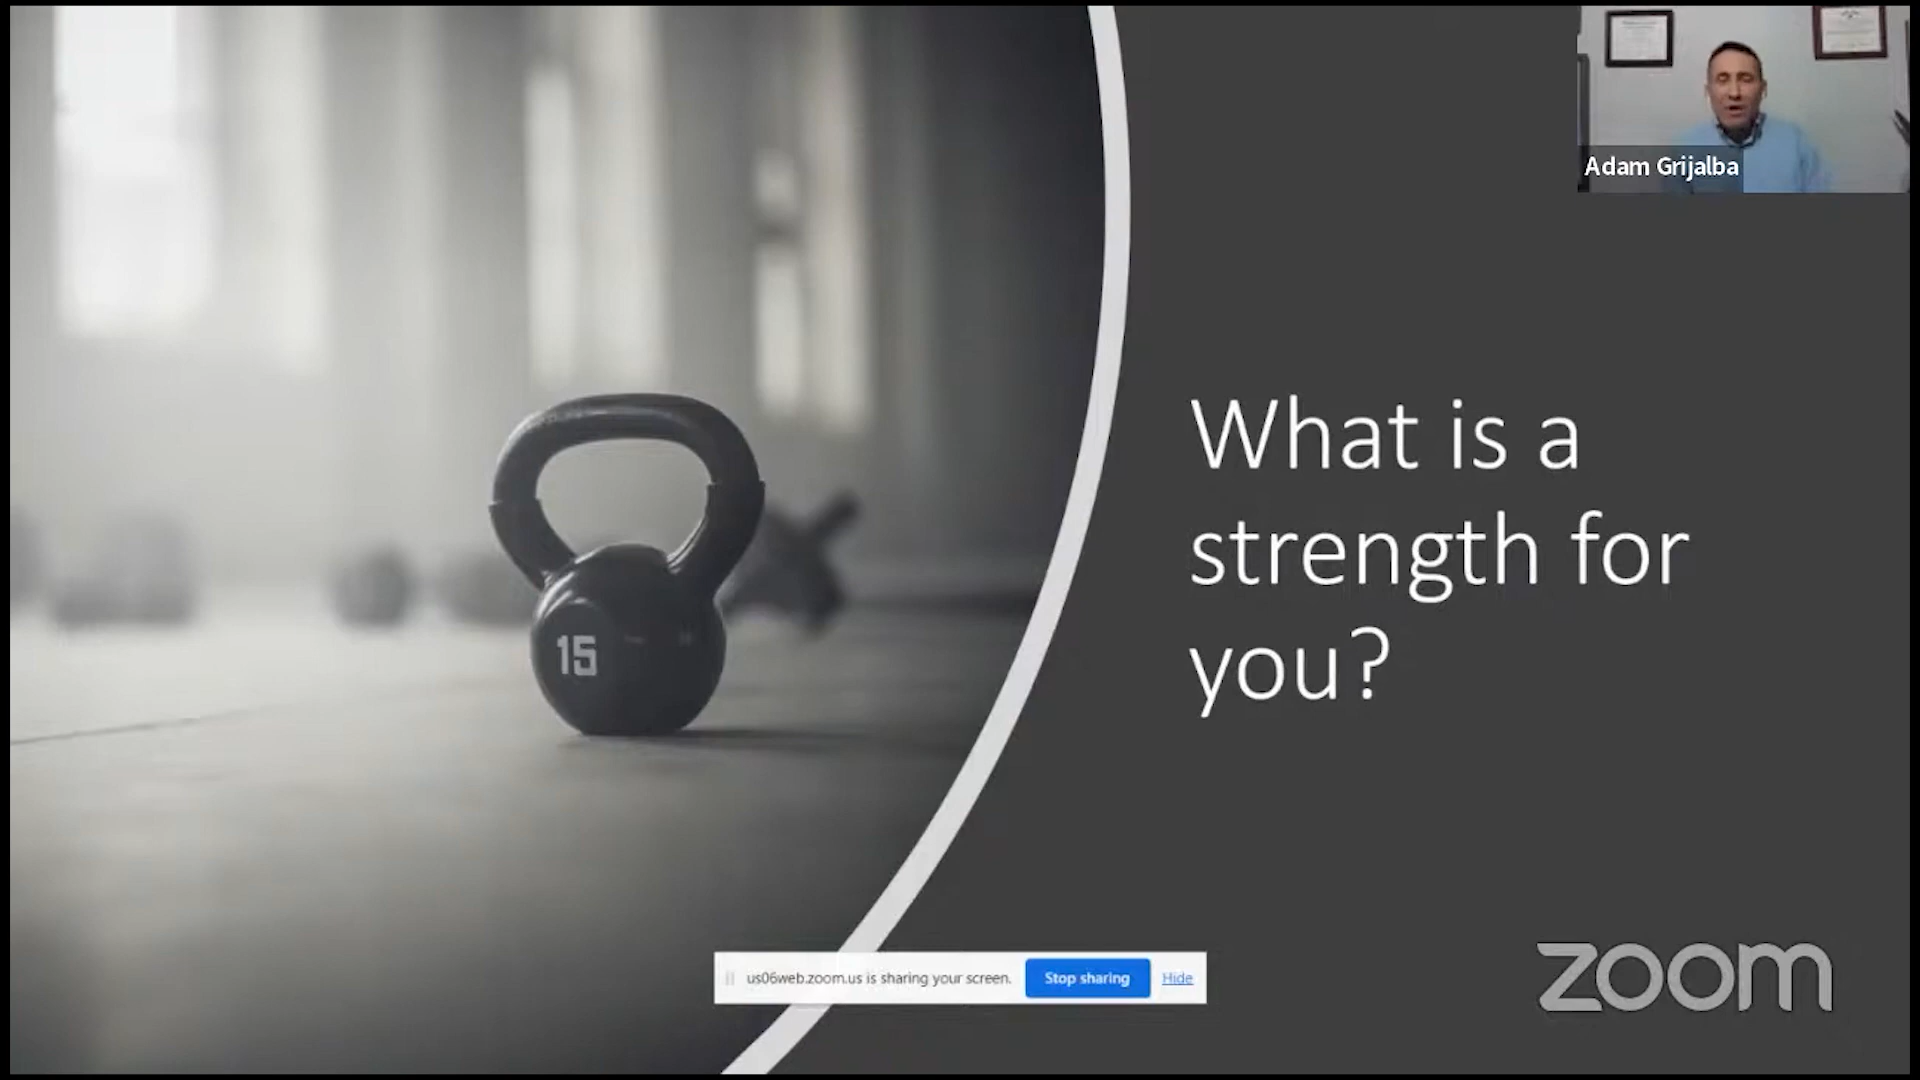 Adam Grijalba
What is a
strength for
you?
15
us06web.zoom.us is sharing your screen. Stop sharing Hide
zoom